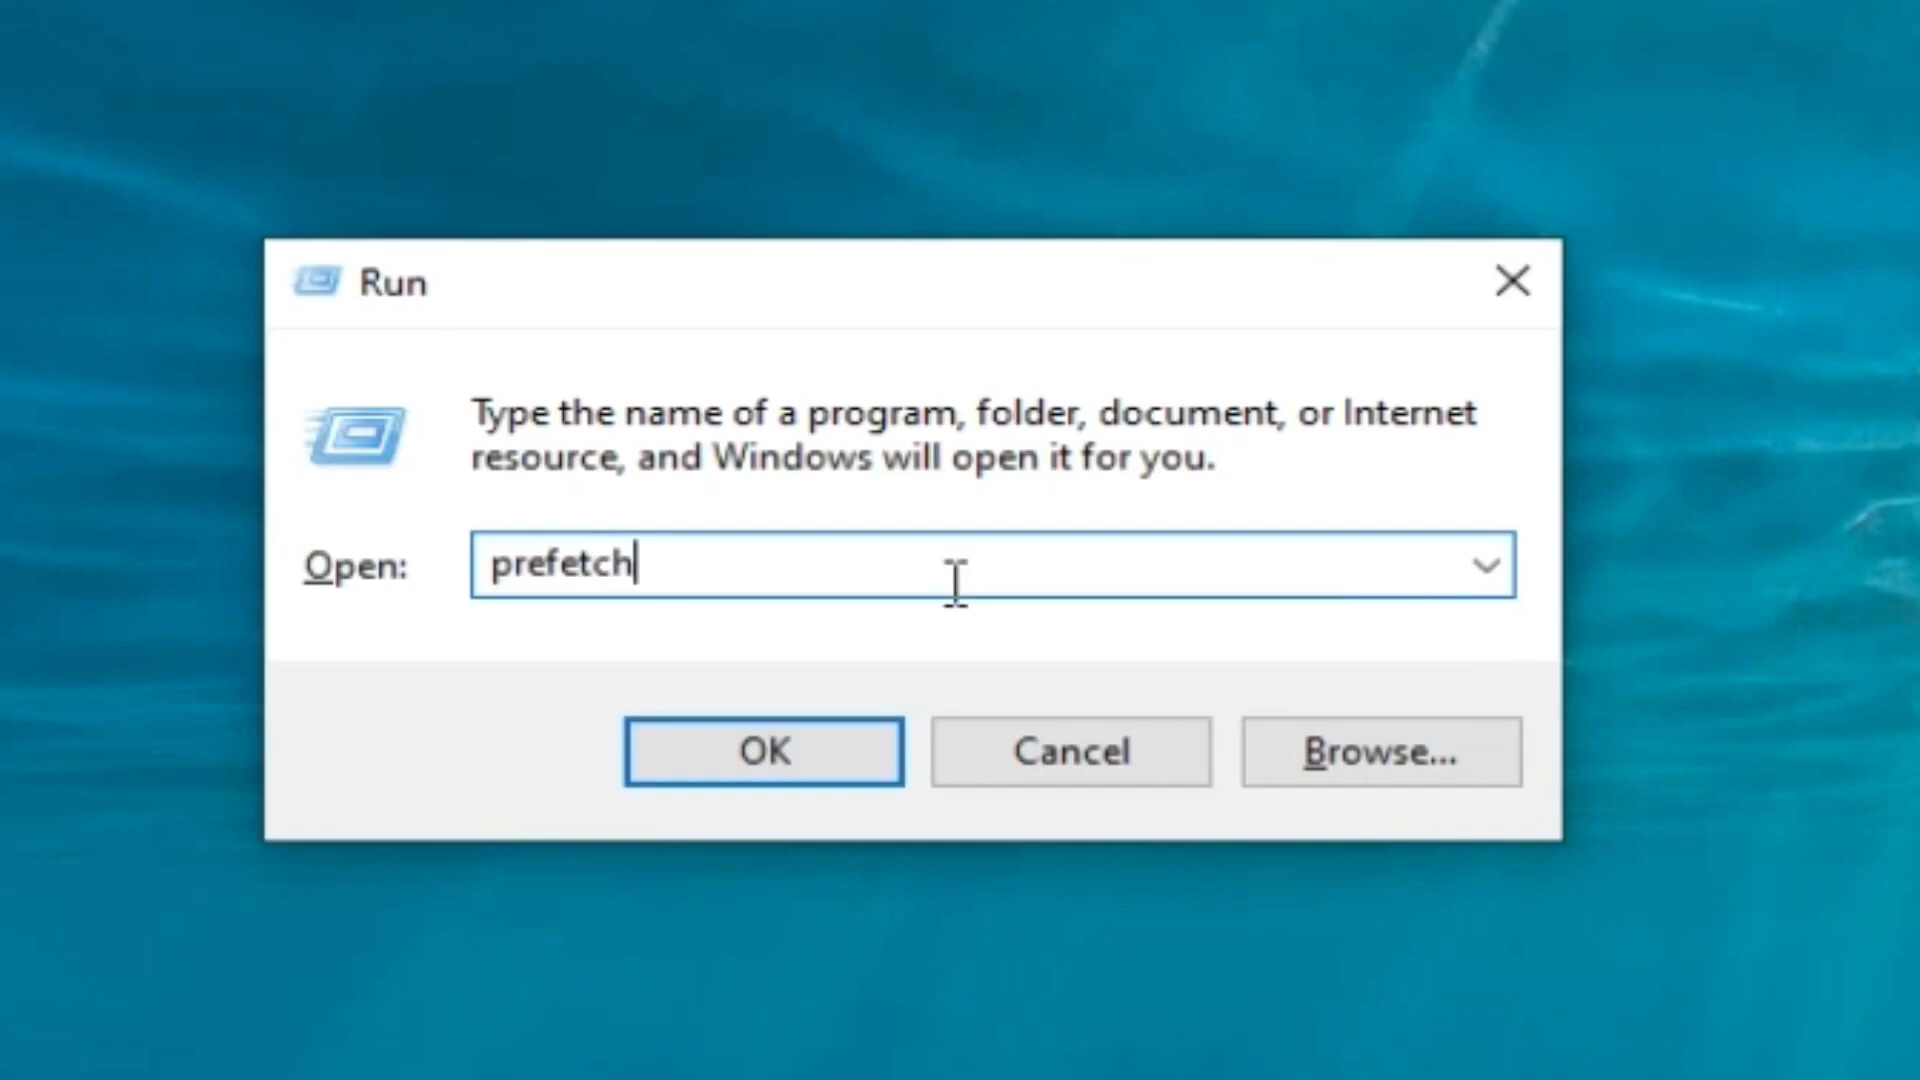 Run
Type the name of a program, folder, document, or Internet
resource, and Windows will open it for you.
Open: prefetch
OK Cancel Browse...